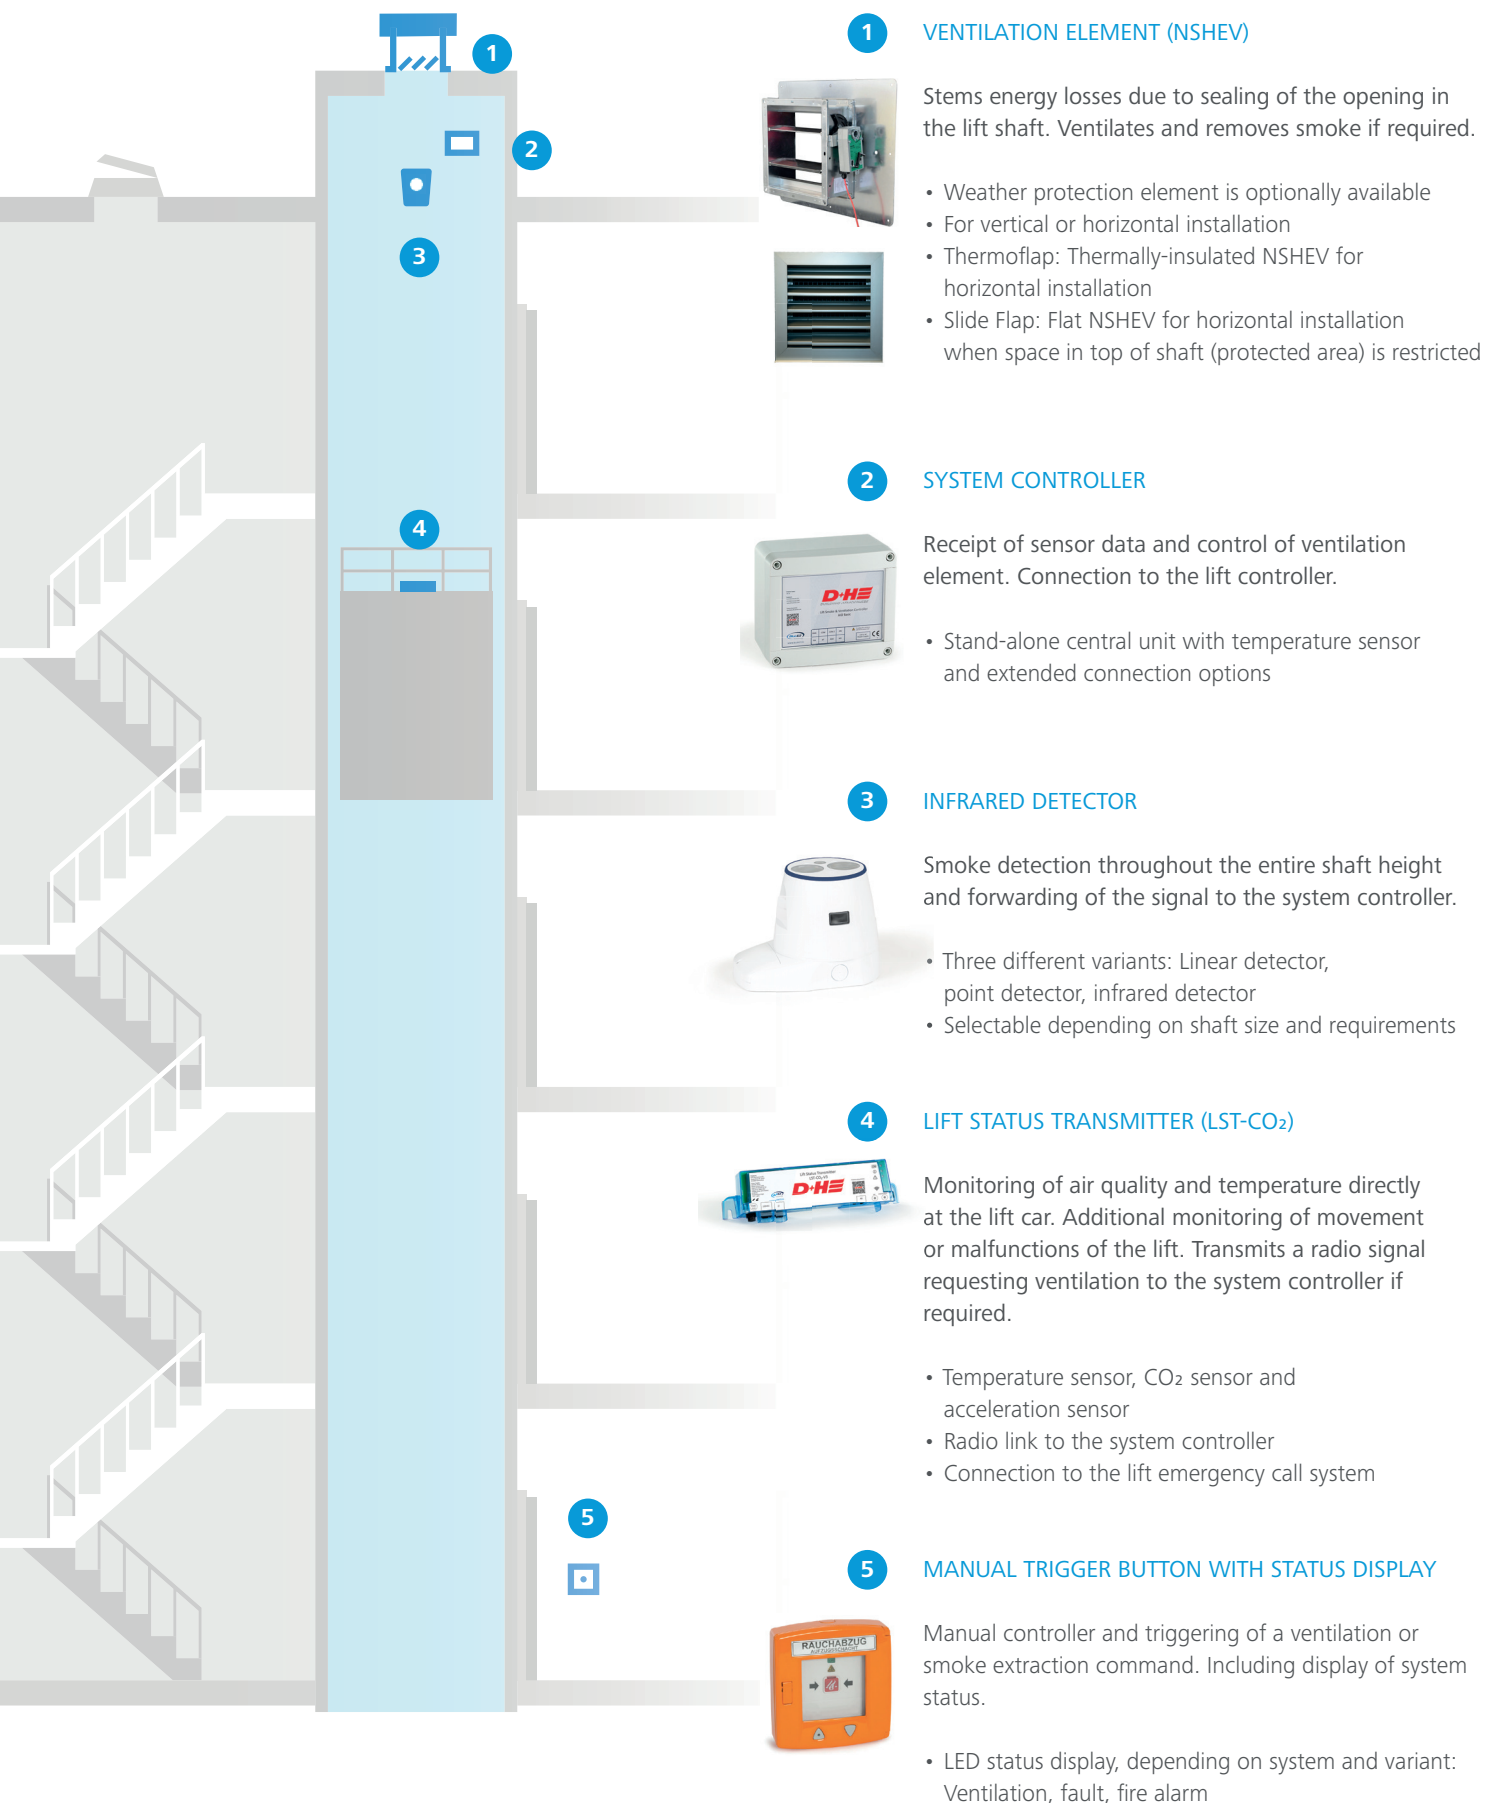 1
VENTILATION ELEMENT (NSHEV)
Stems energy losses due to sealing of the opening in
the lift shaft. Ventilates and removes smoke if required.
• Weather protection element is optionally available
• For vertical or horizontal installation
• Thermoflap: Thermally-insulated NSHEV for
horizontal installation
• Slide Flap: Flat NSHEV for horizontal installation
when space in top of shaft (protected area) is restricted
1
2
3
4
5
2
SYSTEM CONTROLLER
D+H
Receipt of sensor data and control of ventilation
element. Connection to the lift controller.
• Stand-alone central unit with temperature sensor
and extended connection options
3
INFRARED DETECTOR
Smoke detection throughout the entire shaft height
and forwarding of the signal to the system controller.
• Three different variants: Linear detector,
point detector, infrared detector
• Selectable depending on shaft size and requirements
4
LIFT STATUS TRANSMITTER (LST-CO₂)
Lift Status Transmitter
D+H
Monitoring of air quality and temperature directly
at the lift car. Additional monitoring of movement
or malfunctions of the lift. Transmits a radio signal
requesting ventilation to the system controller if
required.
• Temperature sensor, CO₂ sensor and
acceleration sensor
• Radio link to the system controller
• Connection to the lift emergency call system
5
MANUAL TRIGGER BUTTON WITH STATUS DISPLAY
RAUCHABZUG
AUFZUGSCHACHT
Manual controller and triggering of a ventilation or
smoke extraction command. Including display of system
status.
• LED status display, depending on system and variant:
Ventilation, fault, fire alarm